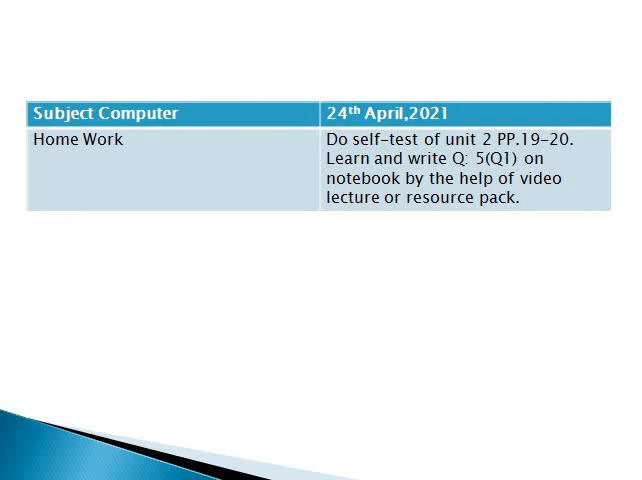 Subject Computer
24th April,2021
Home Work
Do self-test of unit 2 PP.19-20.
Learn and write Q: 5(Q1) on
notebook by the help of video
lecture or resource pack.